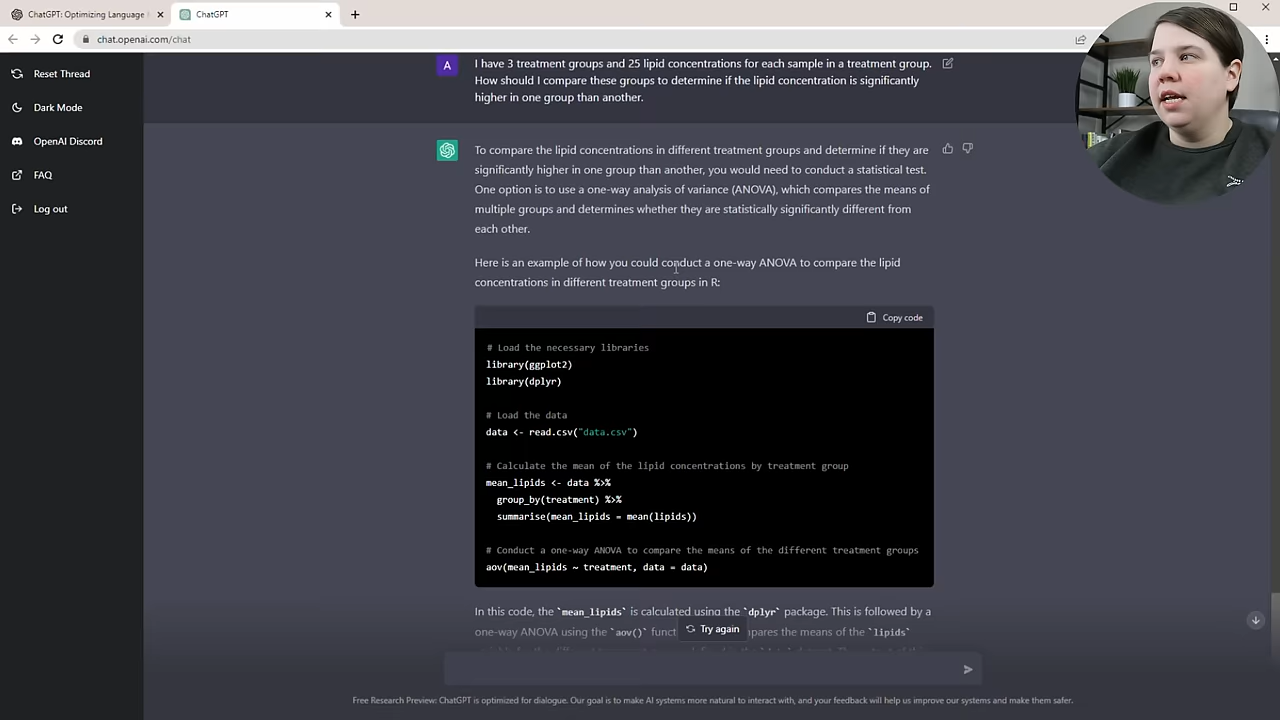 ChatGPT: Optimizing Language
ChatGPT
chat.openai.com/chat
Reset Thread
Dark Mode
OpenAI Discord
FAQ
Log out
A
I have 3 treatment groups and 25 lipid concentrations for each sample in a treatment group.
How should I compare these groups to determine if the lipid concentration is significantly
higher in one group than another.
To compare the lipid concentrations in different treatment groups and determine if they are
significantly higher in one group than another, you would need to conduct a statistical test.
One option is to use a one-way analysis of variance (ANOVA), which compares the means of
multiple groups and determines whether they are statistically significantly different from
each other.
Here is an example of how you could conduct a one-way ANOVA to compare the lipid
concentrations in different treatment groups in R:
Copy code
# Load the necessary libraries
library(ggplot2)
library(dplyr)
# Load the data
data <- read.csv("data.csv")
# Calculate the mean of the lipid concentrations by treatment group
mean_lipids <- data %>%
group_by(treatment) %>%
summarise(mean_lipids = mean(lipids))
# Conduct a one-way ANOVA to compare the means of the different treatment groups
aov(mean_lipids ~ treatment, data = data)
In this code, the `mean_lipids` is calculated using the `dplyr` package. This is followed by a
one-way ANOVA using the `aov()` the means of the `lipids`
Try again
Free Research Preview: ChatGPT is optimized for dialogue. Our goal is to make AI systems more natural to interact with, and your feedback will help us improve our systems and make them safer.